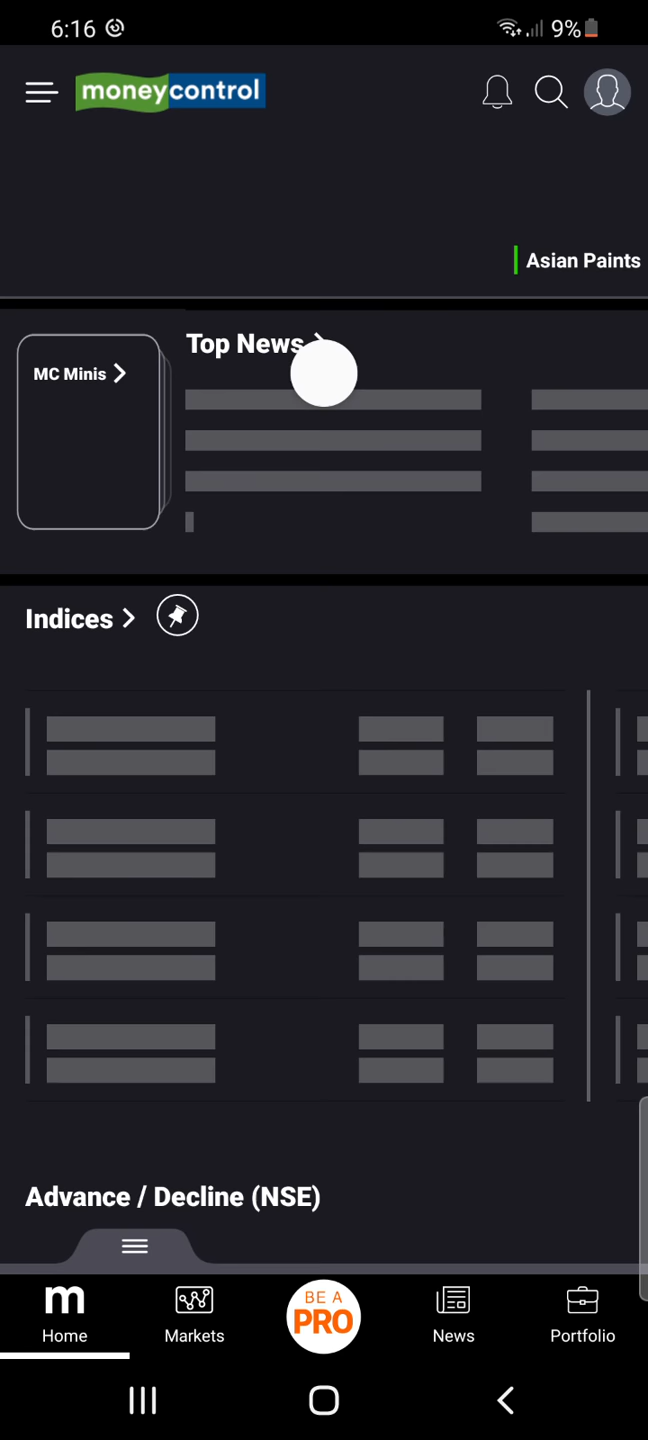 6:16
9%
moneycontrol
Asian Paints
Top News
MC Minis
Indices
Advance / Decline (NSE)
m
BE A
PRO
Home
Markets
News
Portfolio